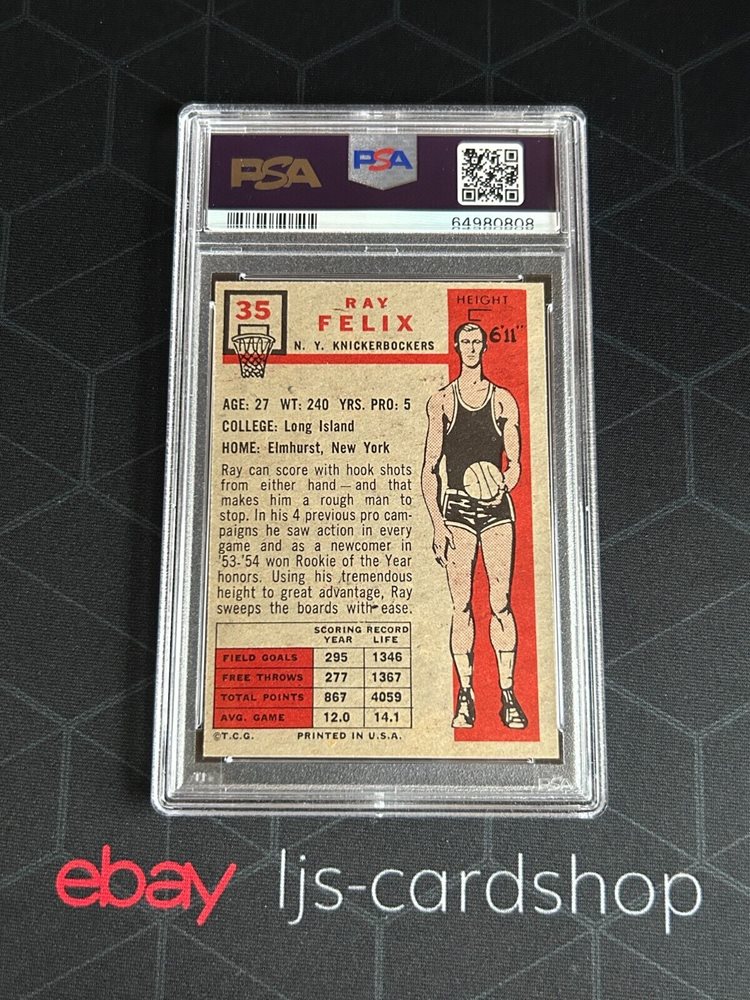 PSA PSA
64980808
35
RAY
FELIX
N. Y. KNICKERBOCKERS
HEIGHT
6'11"
AGE: 27 WT: 240 YRS. PRO: 5
COLLEGE: Long Island
HOME: Elmhurst, New York
Ray can score with hook shots
from either hand — and that
makes him a rough man to
stop. In his 4 previous pro cam-
paigns he saw action in every
game and as a newcomer in
'53-'54 won Rookie of the Year
honors. Using his tremendous
height to great advantage, Ray
sweeps the boards with ease.
SCORING RECORD
YEAR LIFE
FIELD GOALS 295 1346
FREE THROWS 277 1367
TOTAL POINTS 867 4059
AVG. GAME 12.0 14.1
©T.C.G. PRINTED IN U.S.A.
PSA
ebay ljs-cardshop